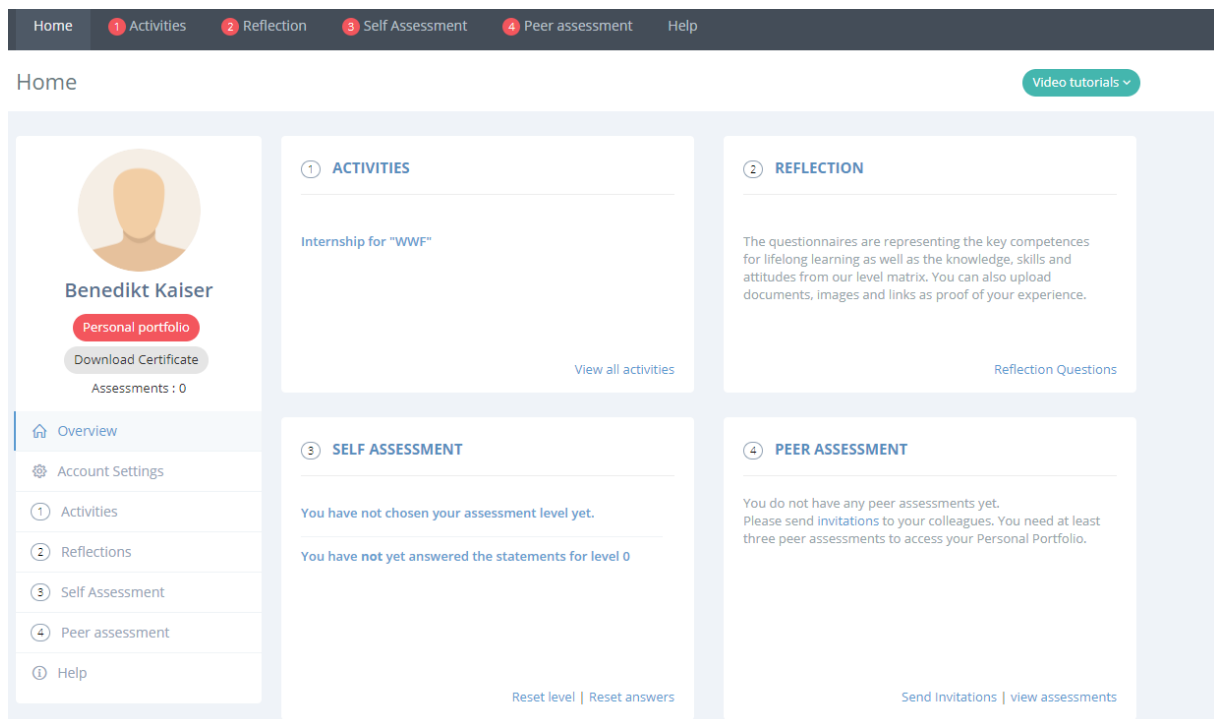 Home 1 Activities 2 Reflection 3 Self Assessment 4 Peer assessment Help
Home
Video tutorials
Benedikt Kaiser
Personal portfolio
Download Certificate
Assessments : 0
Overview
Account Settings
1 Activities
2 Reflections
3 Self Assessment
4 Peer assessment
Help
1 ACTIVITIES
Internship for "WWF"
View all activities
2 REFLECTION
The questionnaires are representing the key competences
for lifelong learning as well as the knowledge, skills and
attitudes from our level matrix. You can also upload
documents, images and links as proof of your experience.
Reflection Questions
3 SELF ASSESSMENT
You have not chosen your assessment level yet.
You have not yet answered the statements for level 0
Reset level | Reset answers
4 PEER ASSESSMENT
You do not have any peer assessments yet.
Please send invitations to your colleagues. You need at least
three peer assessments to access your Personal Portfolio.
Send Invitations | view assessments